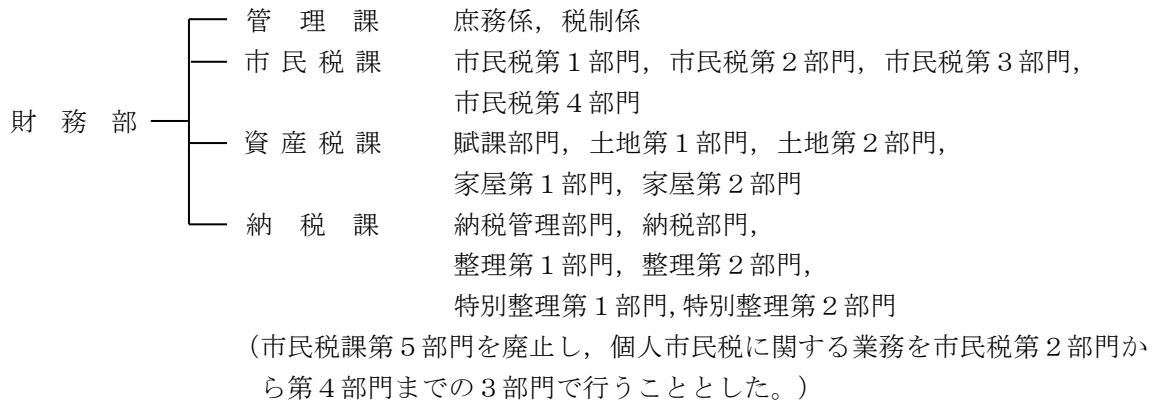 管理課 庶務係，税制係
市民税課 市民税第１部門，市民税第２部門，市民税第３部門，
市民税第４部門
財務部
資産税課 賦課部門，土地第１部門，土地第２部門，
家屋第１部門，家屋第２部門
納税課 納税管理部門，納税部門，
整理第１部門，整理第２部門，
特別整理第１部門，特別整理第２部門
（市民税課第５部門を廃止し，個人市民税に関する業務を市民税第２部門か
ら第４部門までの３部門で行うこととした。）